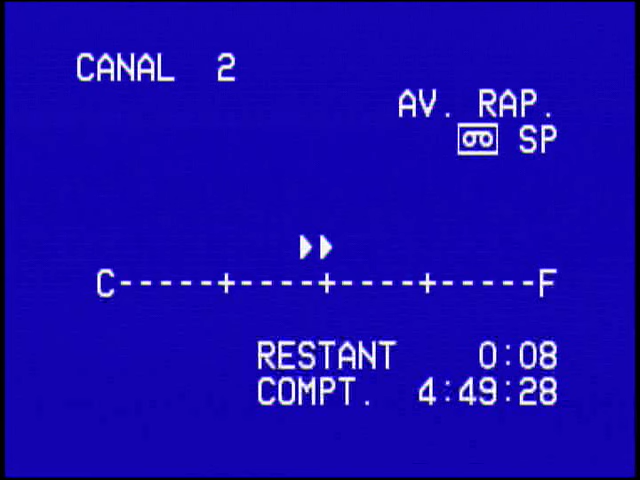 CANAL 2
AV. RAP.
SP
C-----+----+----+-----F
RESTANT 0:08
COMPT. 4:49:28